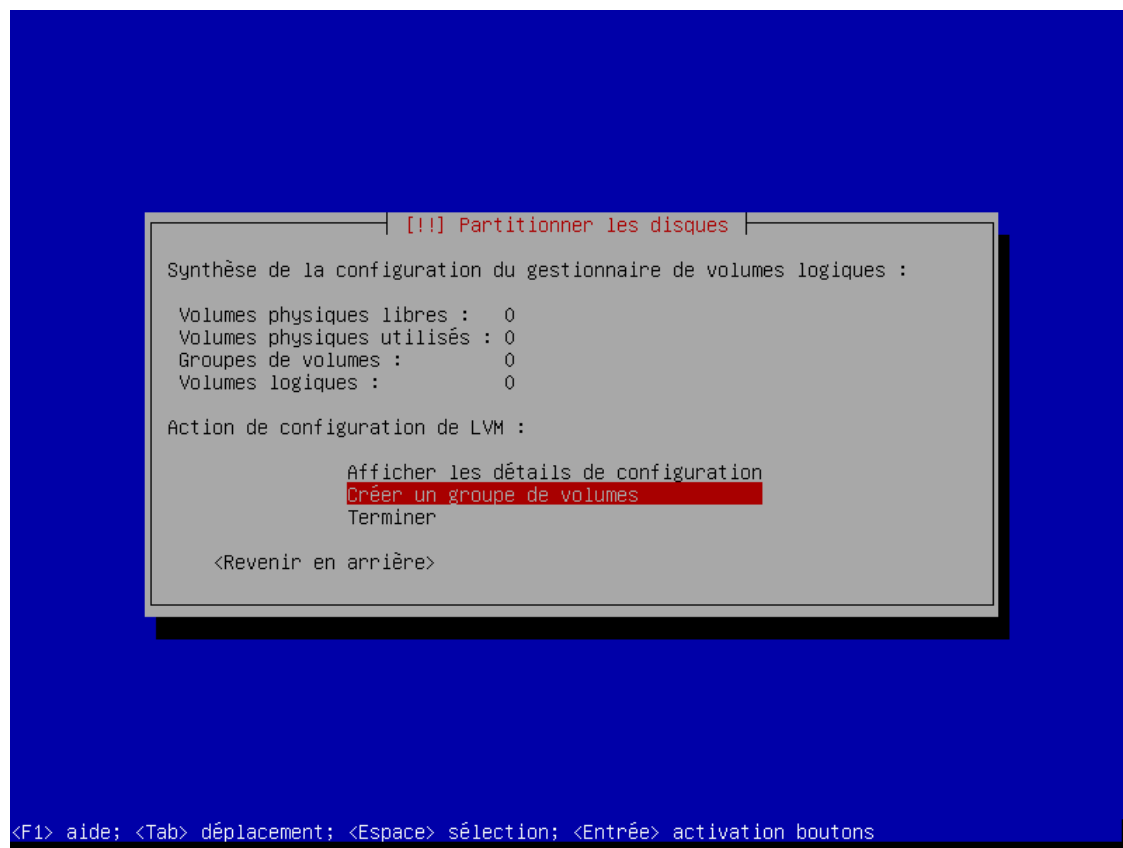 [!!] Partitionner les disques
Synthèse de la configuration du gestionnaire de volumes logiques :
Volumes physiques libres : 0
Volumes physiques utilisés : 0
Groupes de volumes : 0
Volumes logiques : 0
Action de configuration de LVM :
Afficher les détails de configuration
Créer un groupe de volumes
Terminer
<Revenir en arrière>
<F1> aide; <Tab> déplacement; <Espace> sélection; <Entrée> activation boutons